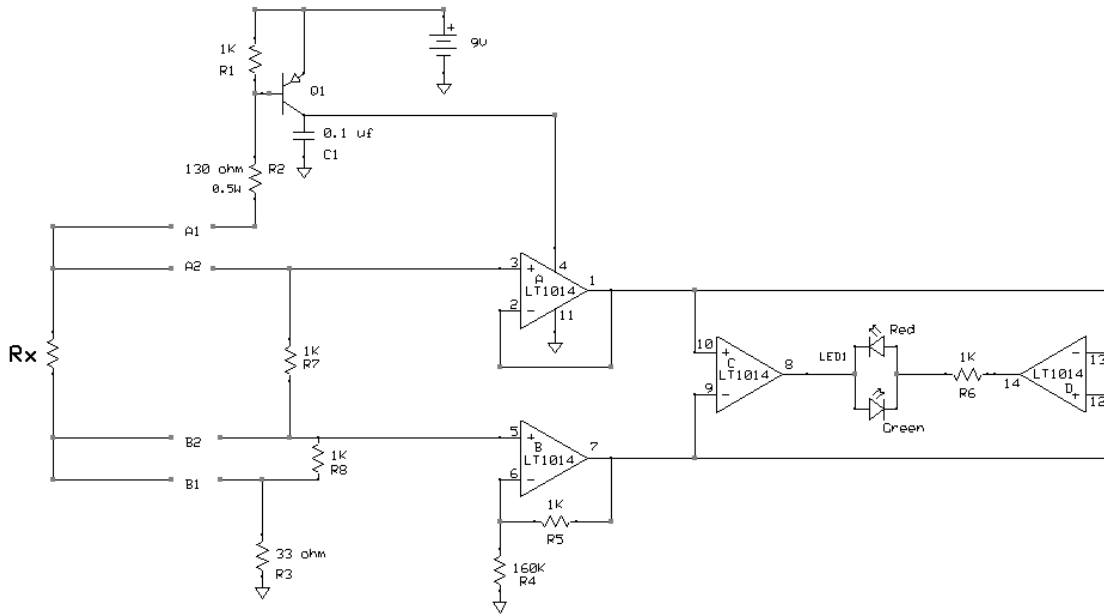 1K
R1
+
9v
Q1
0.1 uf
C1
130 ohm
R2
0.5W
A1
A2
3
+
A
4
LT1014
1
2
-
11
Rx
1K
R7
10
+
C
LT1014
8
9
-
LED1
Red
Green
1K
R6
14
-
13
LT1014
D
+
12
B2
1K
R8
B1
5
+
B
7
LT1014
6
-
1K
R5
33 ohm
R3
160K
R4